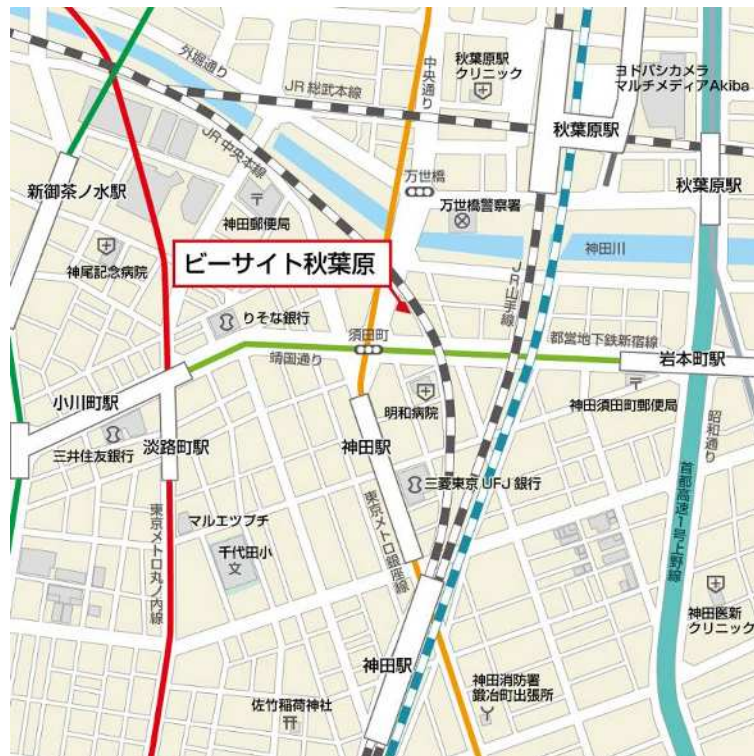 外堀通り
中央通り
秋葉原駅
クリニック
ヨドバシカメラ
マルチメディアAkiba
JR 総武本線
秋葉原駅
JR 中央本線
新御茶ノ水駅
万世橋
秋葉原駅
神田郵便局
万世橋警察署
神尾記念病院
神田川
ビーサイト秋葉原
JR山手線
りそな銀行
須田町
都営地下鉄新宿線
靖国通り
岩本町駅
小川町駅
明和病院
神田須田町郵便局
淡路町駅
神田駅
昭和通り
三井住友銀行
三菱東京UFJ銀行
首都高速1号上野線
東京メトロ丸ノ内線
マルエツプチ
東京メトロ銀座線
千代田小
文
神田医新
クリニック
神田駅
神田消防署
鍛冶町出張所
佐竹稲荷神社